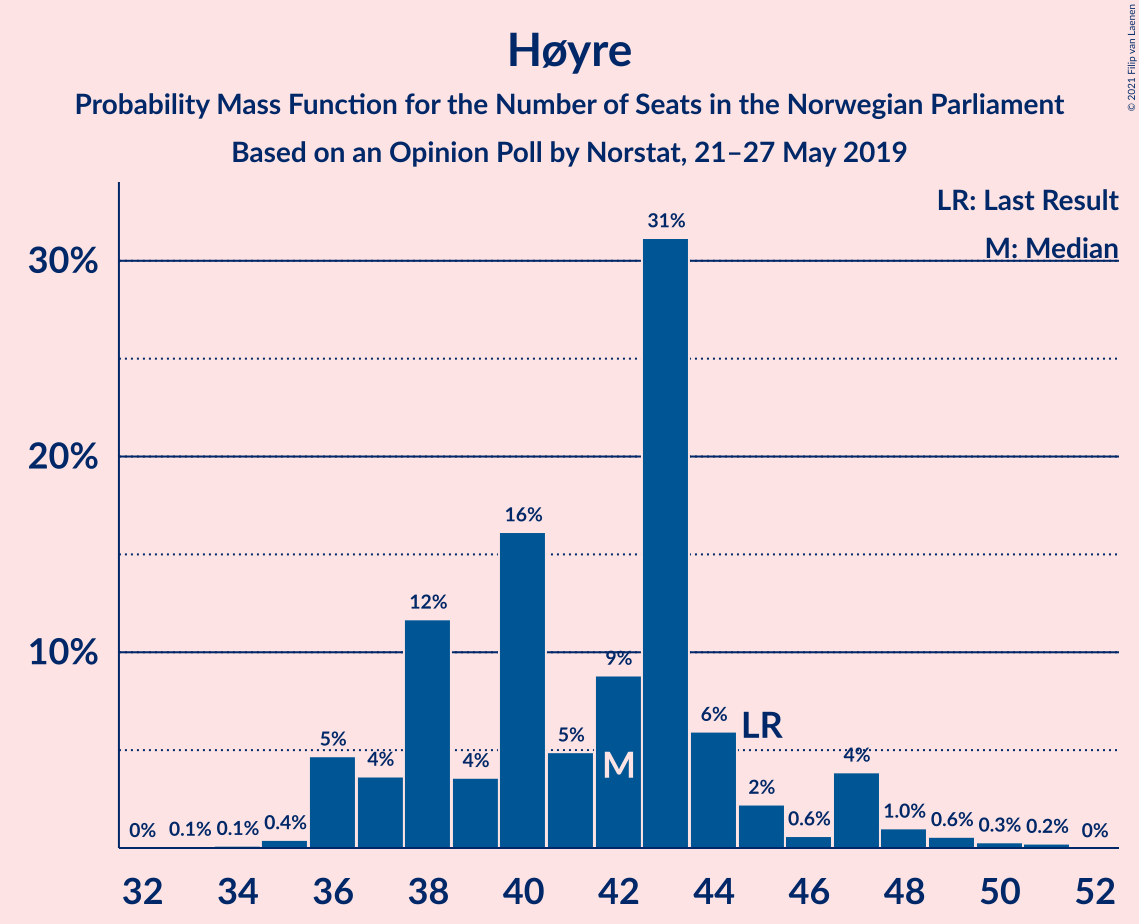 Høyre
Probability Mass Function for the Number of Seats in the Norwegian Parliament
Based on an Opinion Poll by Norstat, 21–27 May 2019
© 2021 Filip van Laenen
LR: Last Result
M: Median
30%
20%
10%
0% 0.1% 0.1% 0.4% 5% 4% 12% 4% 16% 5% 9% 31% 6% 2% 0.6% 4% 1.0% 0.6% 0.3% 0.2% 0%
M
LR
32 34 36 38 40 42 44 46 48 50 52